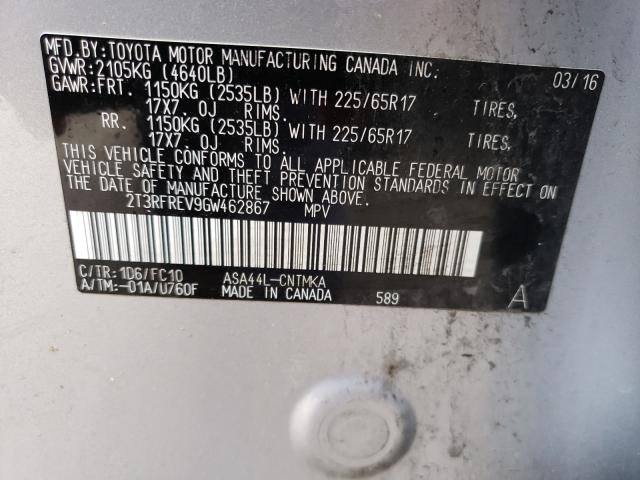 MFD.BY:TOYOTA MOTOR MANUFACTURING CANADA INC.
GVWR:2105KG (4640LB) 03/16
GAWR:FRT. 1150KG (2535LB) WITH 225/65R17 TIRES,
17X7. 0J RIMS.
RR. 1150KG (2535LB) WITH 225/65R17 TIRES,
17X7. 0J RIMS.
THIS VEHICLE CONFORMS TO ALL APPLICABLE FEDERAL MOTOR
VEHICLE SAFETY AND THEFT PREVENTION STANDARDS IN EFFECT ON
THE DATE OF MANUFACTURE SHOWN ABOVE.
2T3RFREV9GW462867 MPV
C/TR:1D6/FC10 ASA44L-CNTMKA
A/TM:-01A/U760F MADE IN CANADA 589 A